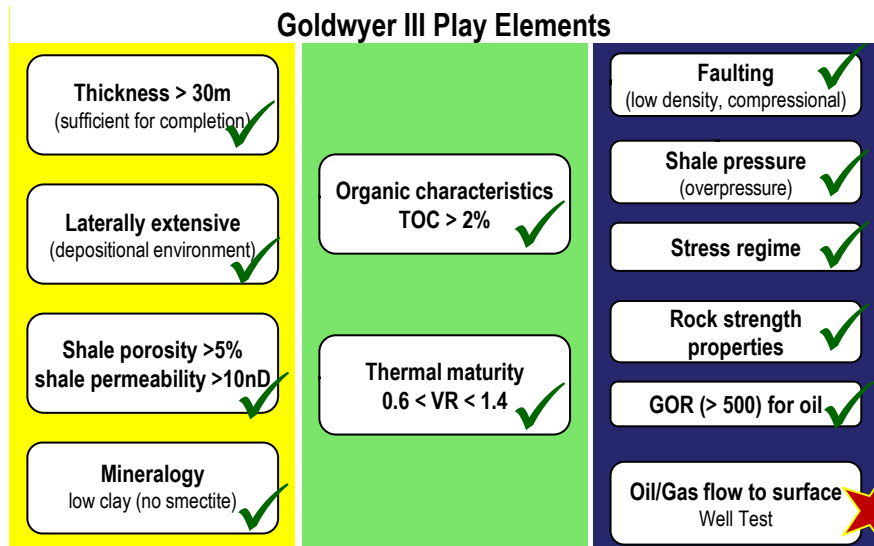 Goldwyer III Play Elements
Thickness > 30m
(sufficient for completion)
Laterally extensive
(depositional environment)
Shale porosity >5%
shale permeability >10nD
Mineralogy
low clay (no smectite)
Organic characteristics
TOC > 2%
Thermal maturity
0.6 < VR < 1.4
Faulting
(low density, compressional)
Shale pressure
(overpressure)
Stress regime
Rock strength
properties
GOR (> 500) for oil
Oil/Gas flow to surface
Well Test